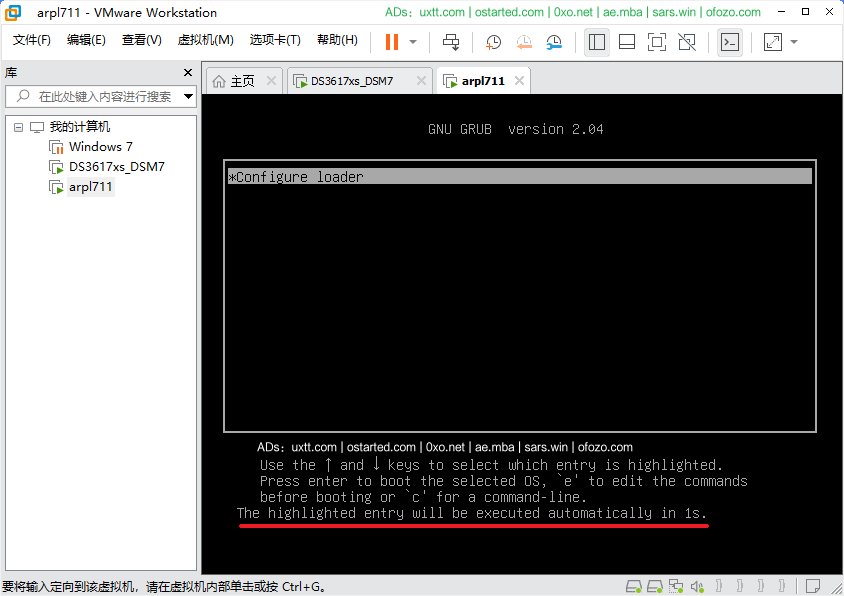 arpl711 - VMware Workstation
ADs: uxtt.com | ostarted.com | 0xo.net | ae.mba | sars.win | ofozo.com
文件(F) 编辑(E) 查看(V) 虚拟机(M) 选项卡(T) 帮助(H)
库
在此处键入内容进行搜索
我的计算机
Windows 7
DS3617xs_DSM7
arpl711
主页
DS3617xs_DSM7
arpl711
GNU GRUB version 2.04
*Configure loader
ADs: uxtt.com | ostarted.com | 0xo.net | ae.mba | sars.win | ofozo.com
Use the ↑ and ↓ keys to select which entry is highlighted.
Press enter to boot the selected OS, `e' to edit the commands
before booting or `c' for a command-line.
The highlighted entry will be executed automatically in 1s.
要将输入定向到该虚拟机，请在虚拟机内部单击或按 Ctrl+G。